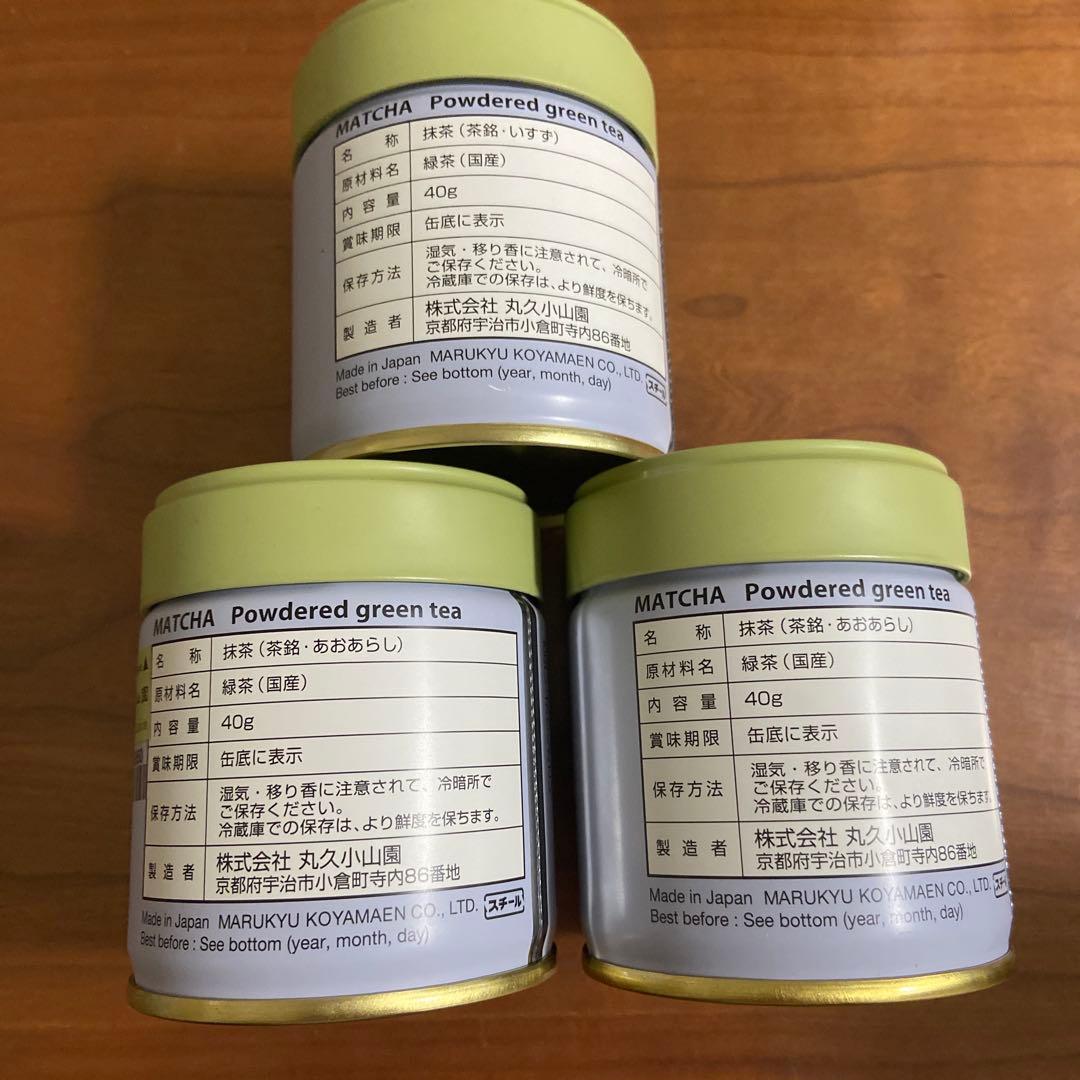 MATCHA Powdered green tea
名称 抹茶(茶銘・いすず)
原材料名 緑茶(国産)
内容量 40g
賞味期限 缶底に表示
保存方法 湿気・移り香に注意されて、冷暗所で
ご保存ください。
冷蔵庫での保存は、より鮮度を保ちます。
製造者 株式会社 丸久小山園
京都府宇治市小倉町寺内86番地
Made in Japan MARUKYU KOYAMAEN CO., LTD. スチール
Best before : See bottom (year, month, day)
MATCHA Powdered green tea
名称 抹茶(茶銘・あおあらし)
原材料名 緑茶(国産)
内容量 40g
賞味期限 缶底に表示
保存方法 湿気・移り香に注意されて、冷暗所で
ご保存ください。
冷蔵庫での保存は、より鮮度を保ちます。
製造者 株式会社 丸久小山園
京都府宇治市小倉町寺内86番地
Made in Japan MARUKYU KOYAMAEN CO., LTD. スチール
Best before : See bottom (year, month, day)
MATCHA Powdered green tea
名称 抹茶(茶銘・あおあらし)
原材料名 緑茶(国産)
内容量 40g
賞味期限 缶底に表示
保存方法 湿気・移り香に注意されて、冷暗所で
ご保存ください。
冷蔵庫での保存は、より鮮度を保ちます。
製造者 株式会社 丸久小山園
京都府宇治市小倉町寺内86番地
Made in Japan MARUKYU KOYAMAEN CO., LTD. スチール
Best before : See bottom (year, month, day)